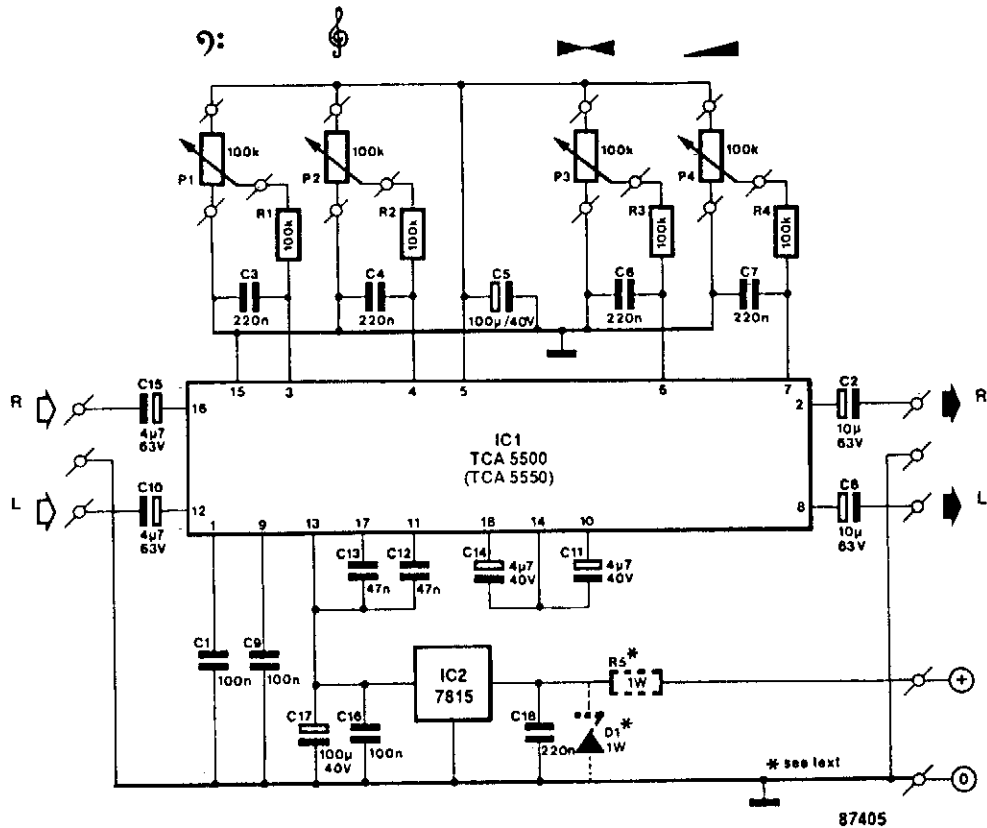 100k
100k
100k
100k
P1
P2
P3
P4
R1
100k
R2
100k
R3
100k
R4
100k
C3
220n
C4
220n
C5
100µ/40V
C6
220n
C7
220n
15
3
4
5
6
7
R
C15
4µ7
63V
16
IC1
TCA 5500
(TCA 5550)
2
C2
10µ
63V
R
L
C10
4µ7
63V
12
8
C8
10µ
63V
L
1
9
13
17
11
18
14
10
C13
47n
C12
47n
C14
4µ7
40V
C11
4µ7
40V
C1
100n
C9
100n
IC2
7815
R5*
1W
+
C17
100µ
40V
C16
100n
C18
220n
D1*
1W
* see text
0
87405